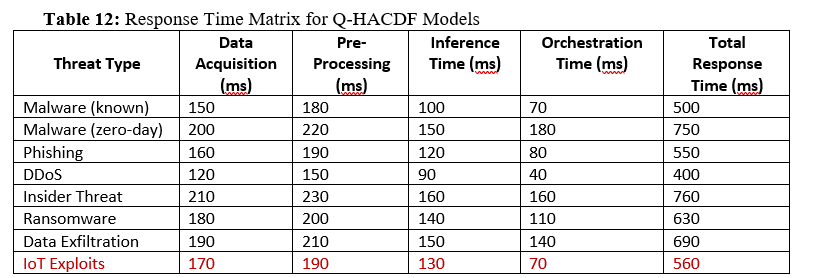 Table 12: Response Time Matrix for Q-HACDF Models
Threat Type | Data Acquisition (ms) | Pre-Processing (ms) | Inference Time (ms) | Orchestration Time (ms) | Total Response Time (ms)
Malware (known) | 150 | 180 | 100 | 70 | 500
Malware (zero-day) | 200 | 220 | 150 | 180 | 750
Phishing | 160 | 190 | 120 | 80 | 550
DDoS | 120 | 150 | 90 | 40 | 400
Insider Threat | 210 | 230 | 160 | 160 | 760
Ransomware | 180 | 200 | 140 | 110 | 630
Data Exfiltration | 190 | 210 | 150 | 140 | 690
IoT Exploits | 170 | 190 | 130 | 70 | 560